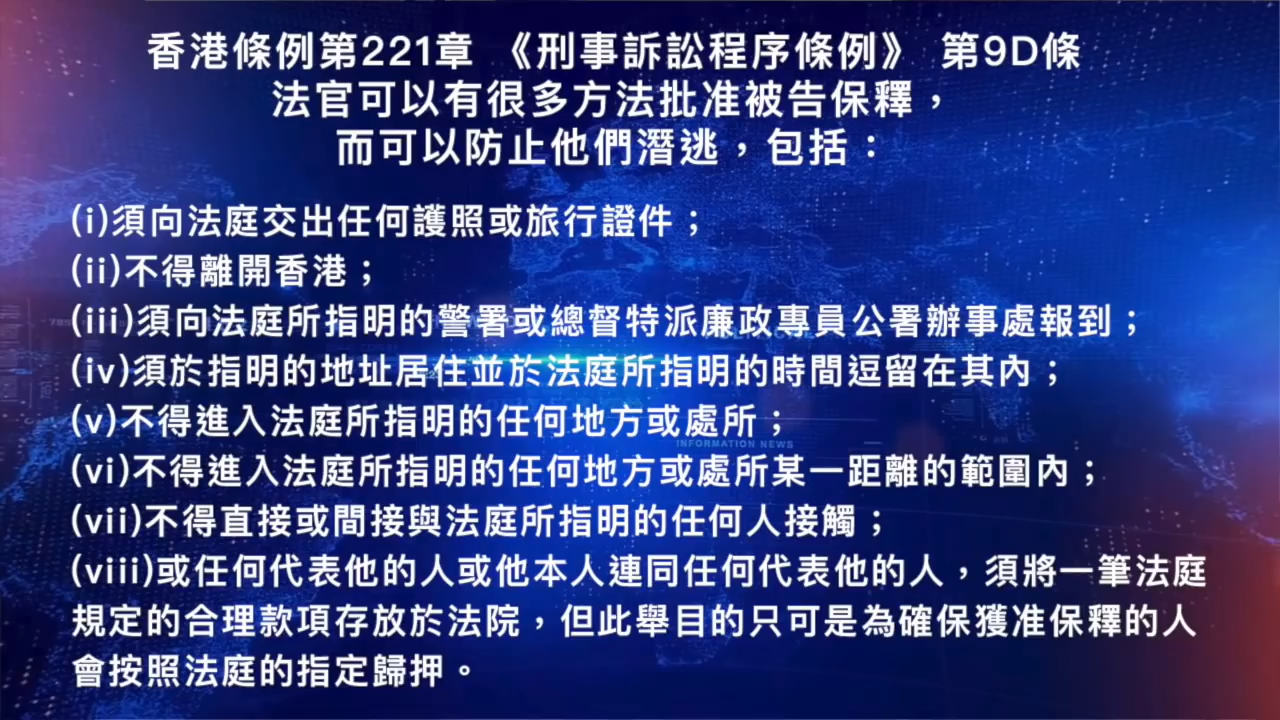 香港條例第221章 《刑事訴訟程序條例》 第9D條
法官可以有很多方法批准被告保釋，
而可以防止他們潛逃，包括：
(i)須向法庭交出任何護照或旅行證件；
(ii)不得離開香港；
(iii)須向法庭所指明的警署或總督特派廉政專員公署辦事處報到；
(iv)須於指明的地址居住並於法庭所指明的時間逗留在其內；
(v)不得進入法庭所指明的任何地方或處所；
INFORMATION NEWS
(vi)不得進入法庭所指明的任何地方或處所某一距離的範圍內；
(vii)不得直接或間接與法庭所指明的任何人接觸；
(viii)或任何代表他的人或他本人連同任何代表他的人，須將一筆法庭
規定的合理款項存放於法院，但此舉目的只可是為確保獲准保釋的人
會按照法庭的指定歸押。